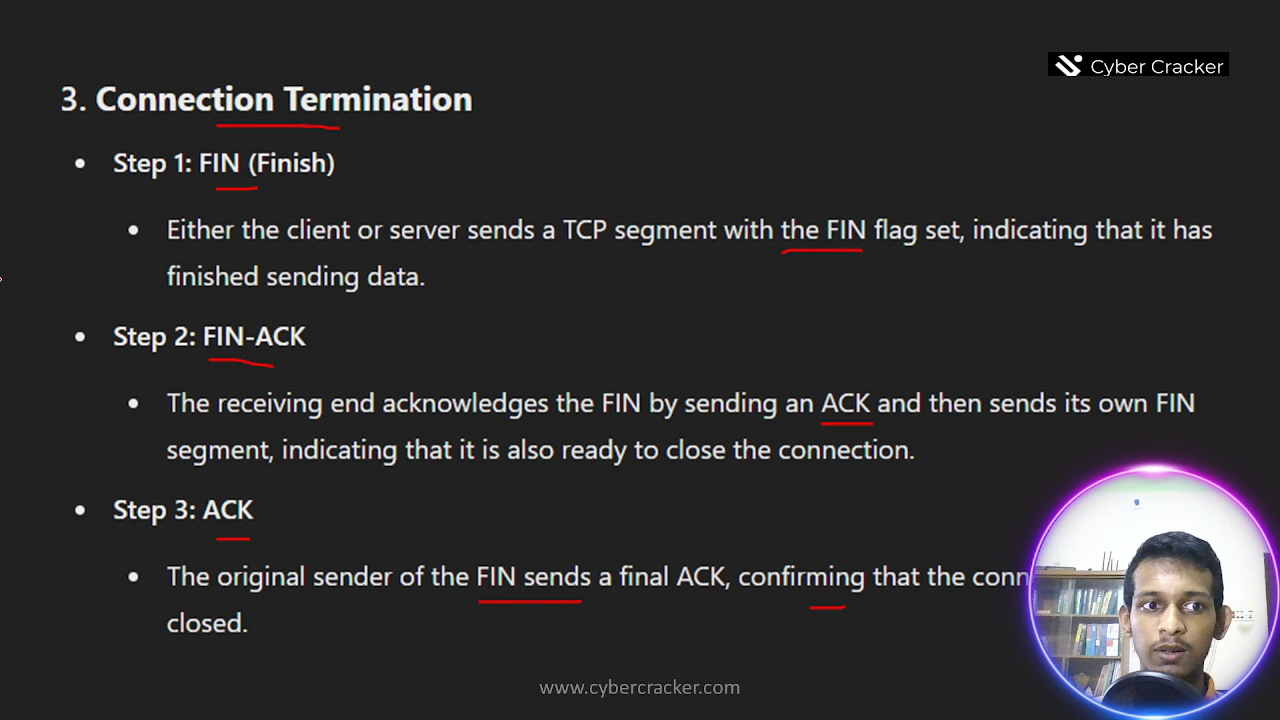 Cyber Cracker
3. Connection Termination
• Step 1: FIN (Finish)
• Either the client or server sends a TCP segment with the FIN flag set, indicating that it has
finished sending data.
• Step 2: FIN-ACK
• The receiving end acknowledges the FIN by sending an ACK and then sends its own FIN
segment, indicating that it is also ready to close the connection.
• Step 3: ACK
• The original sender of the FIN sends a final ACK, confirming that the
closed.
www.cybercracker.com